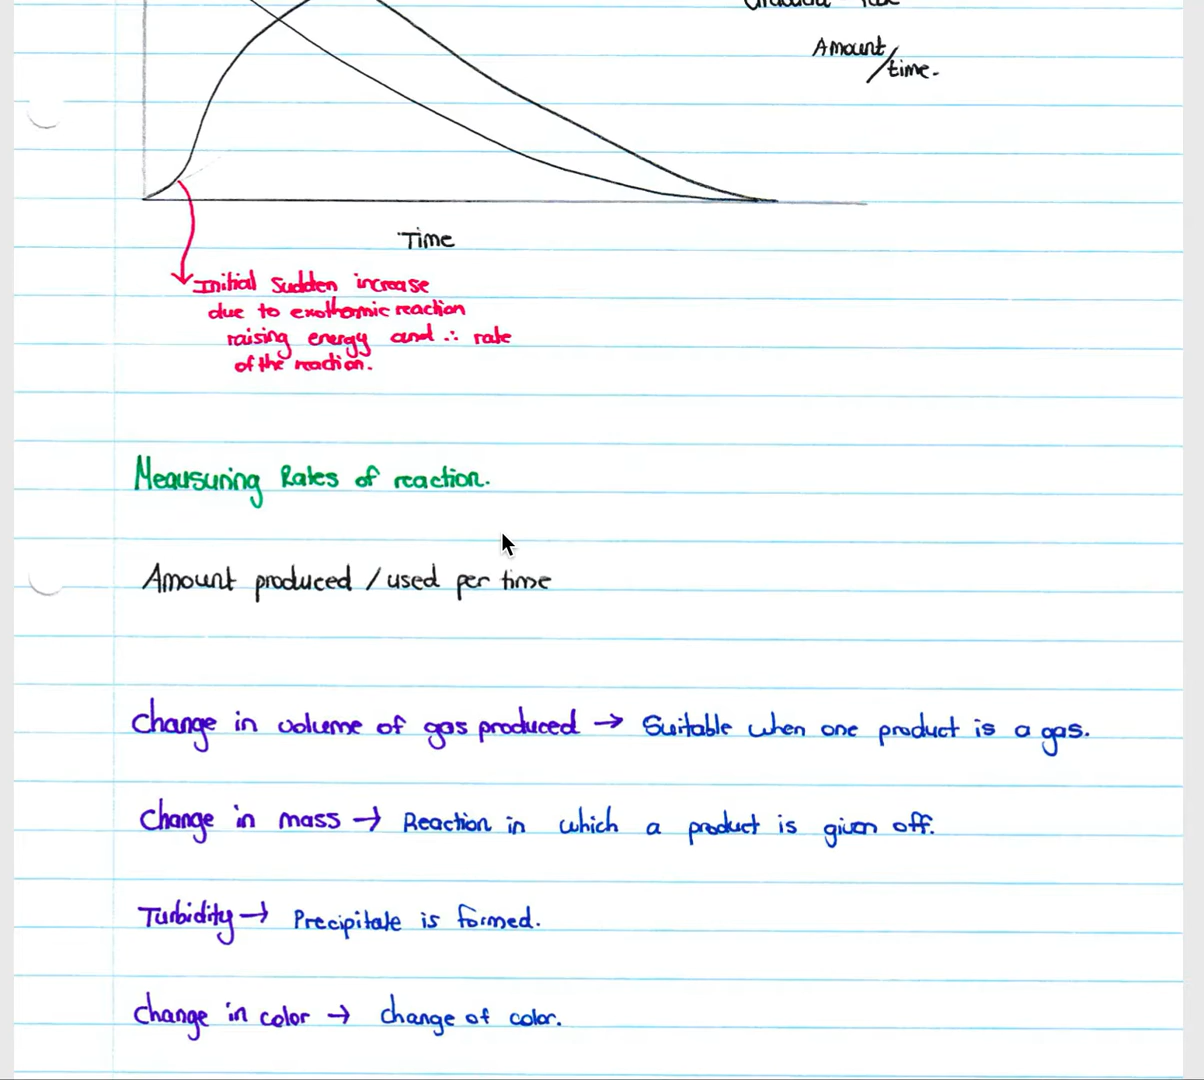 Amount
/time.
Time
Initial Sudden increase
due to exothomic reaction
raising energy and ∴ rate
of the reaction.
Meausuring Rates of reaction.
Amount produced / used per time
change in volume of gas produced → Suitable when one product is a gas.
change in mass → Reaction in which a product is given off.
Turbidity → Precipitate is formed.
change in color → change of color.